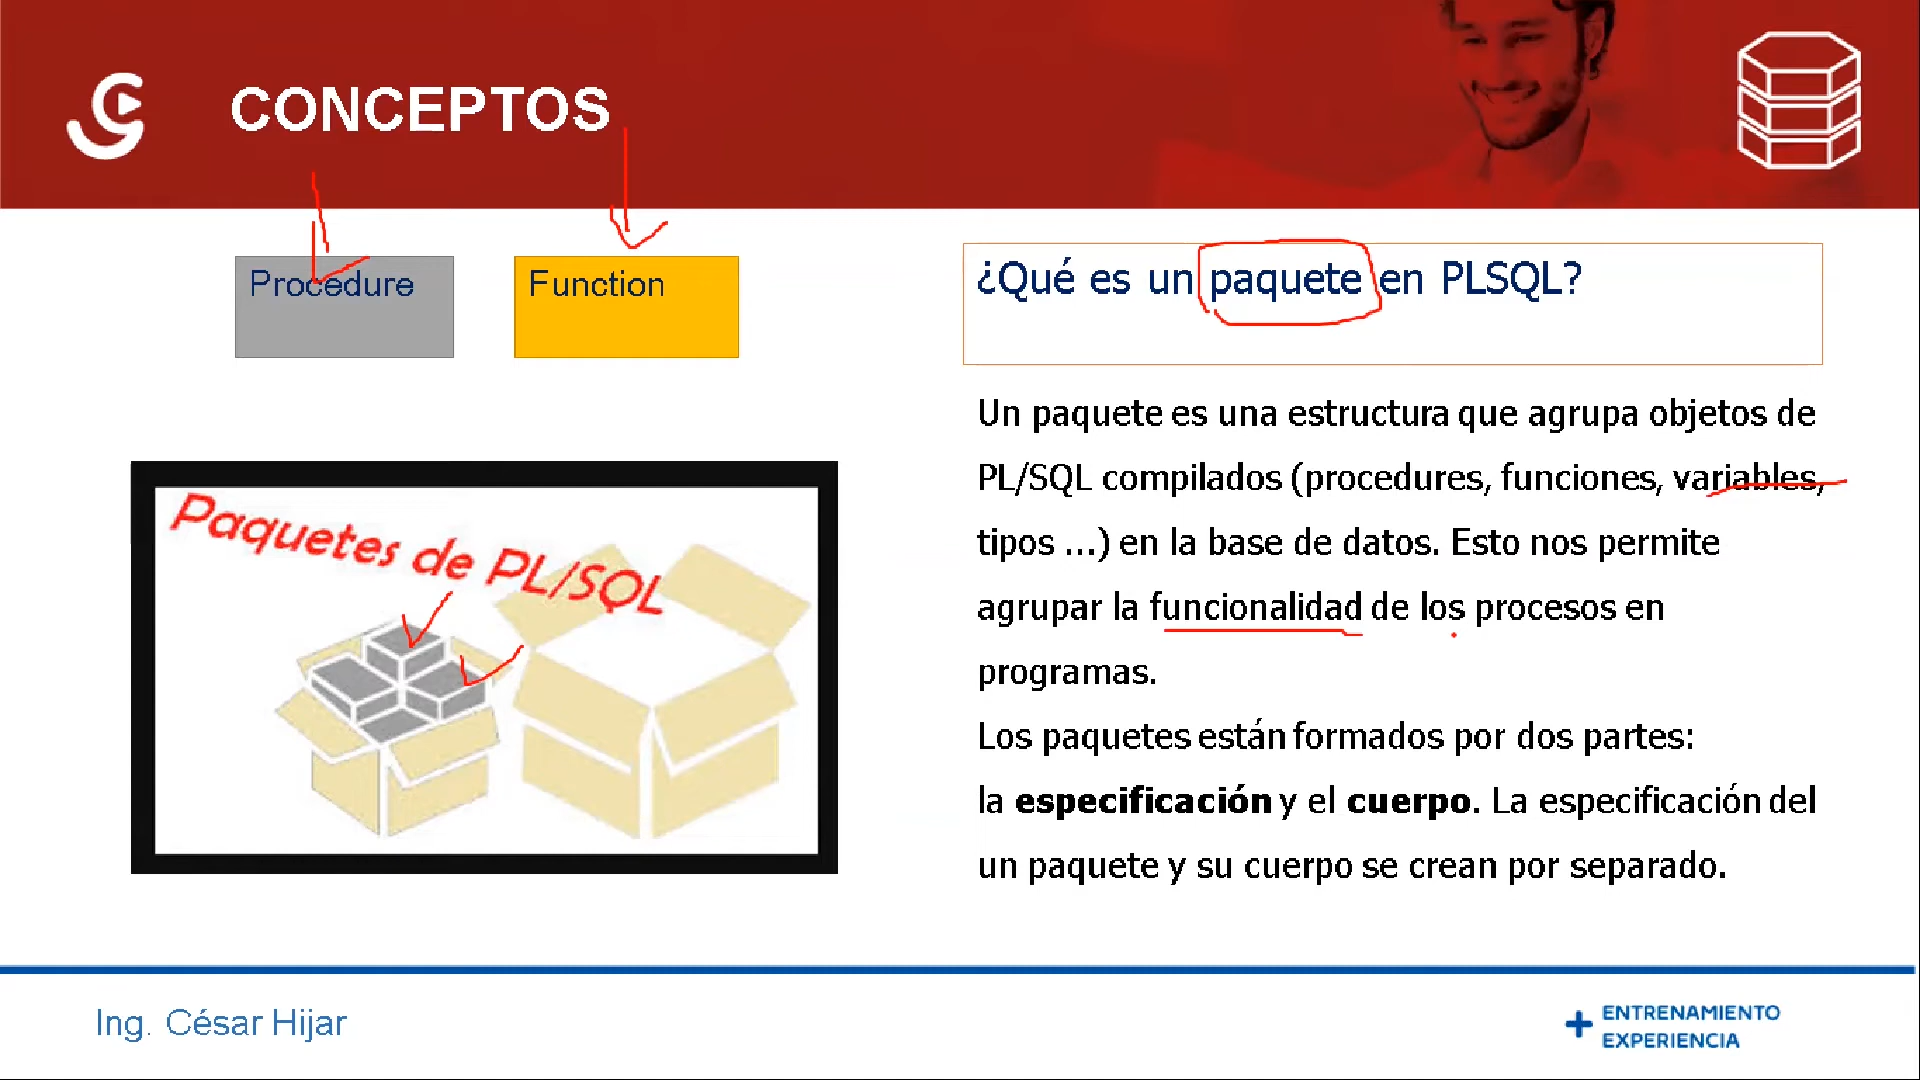 CONCEPTOS
Procedure
Function
¿Qué es un paquete en PLSQL?
Paquetes de PL/SQL
Un paquete es una estructura que agrupa objetos de
PL/SQL compilados (procedures, funciones, variables,
tipos ...) en la base de datos. Esto nos permite
agrupar la funcionalidad de los procesos en
programas.
Los paquetes están formados por dos partes:
la especificación y el cuerpo. La especificación del
un paquete y su cuerpo se crean por separado.
Ing. César Hijar
+ ENTRENAMIENTO
EXPERIENCIA